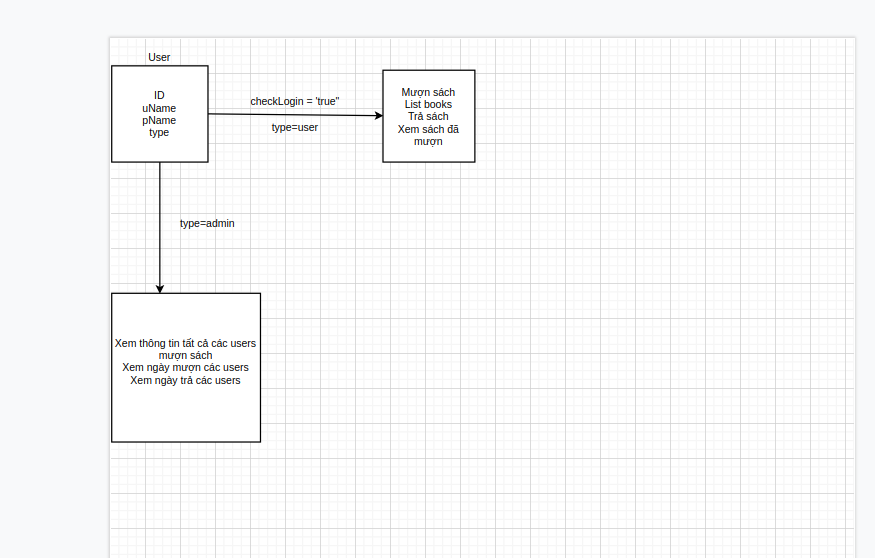 User
ID
uName
pName
type
checkLogin = 'true"
type=user
Mượn sách
List books
Trả sách
Xem sách đã
mượn
type=admin
Xem thông tin tất cả các users
mượn sách
Xem ngày mượn các users
Xem ngày trả các users